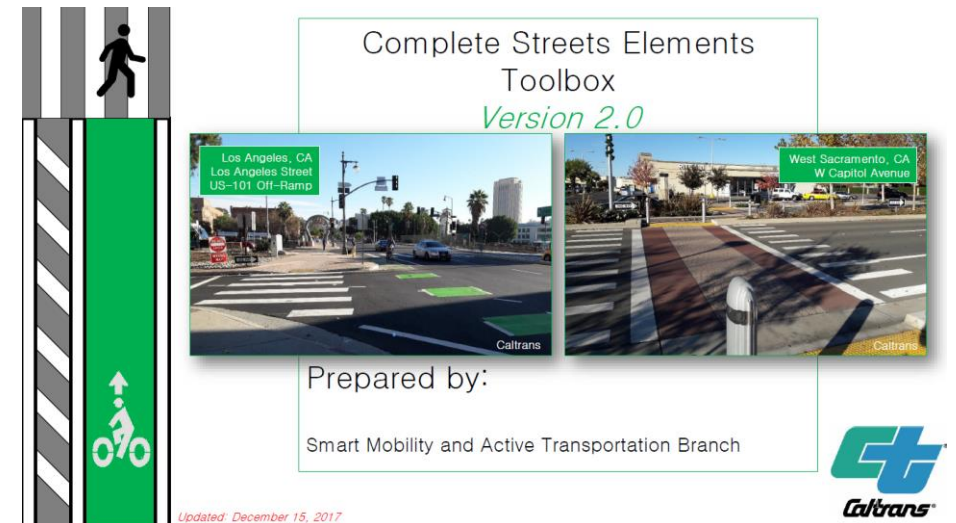 Complete Streets Elements
Toolbox
Version 2.0
Los Angeles, CA
Los Angeles Street
US-101 Off-Ramp
Caltrans
West Sacramento, CA
W Capitol Avenue
Caltrans
Prepared by:
Smart Mobility and Active Transportation Branch
Updated: December 15, 2017
ct
Caltrans